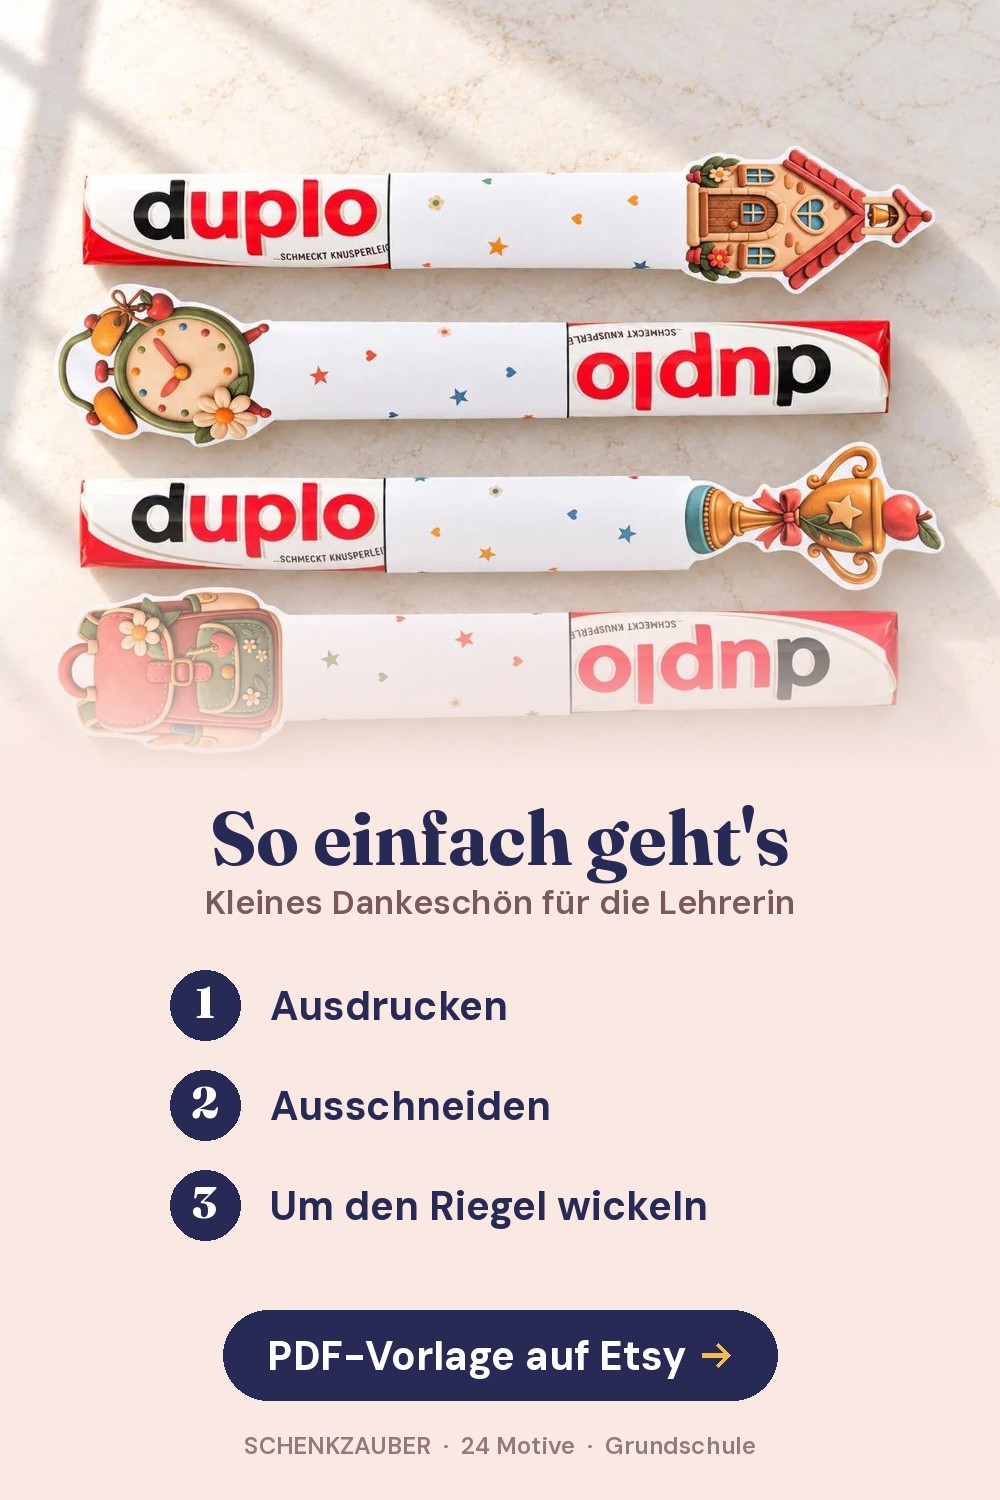 duplo
...SCHMECKT KNUSPERLEIC
duplo
...SCHMECKT KNUSPERLE
duplo
...SCHMECKT KNUSPERLEI
duplo
...SCHMECKT KNUSPERLE
So einfach geht's
Kleines Dankeschön für die Lehrerin
1 Ausdrucken
2 Ausschneiden
3 Um den Riegel wickeln
PDF-Vorlage auf Etsy →
SCHENKZAUBER · 24 Motive · Grundschule